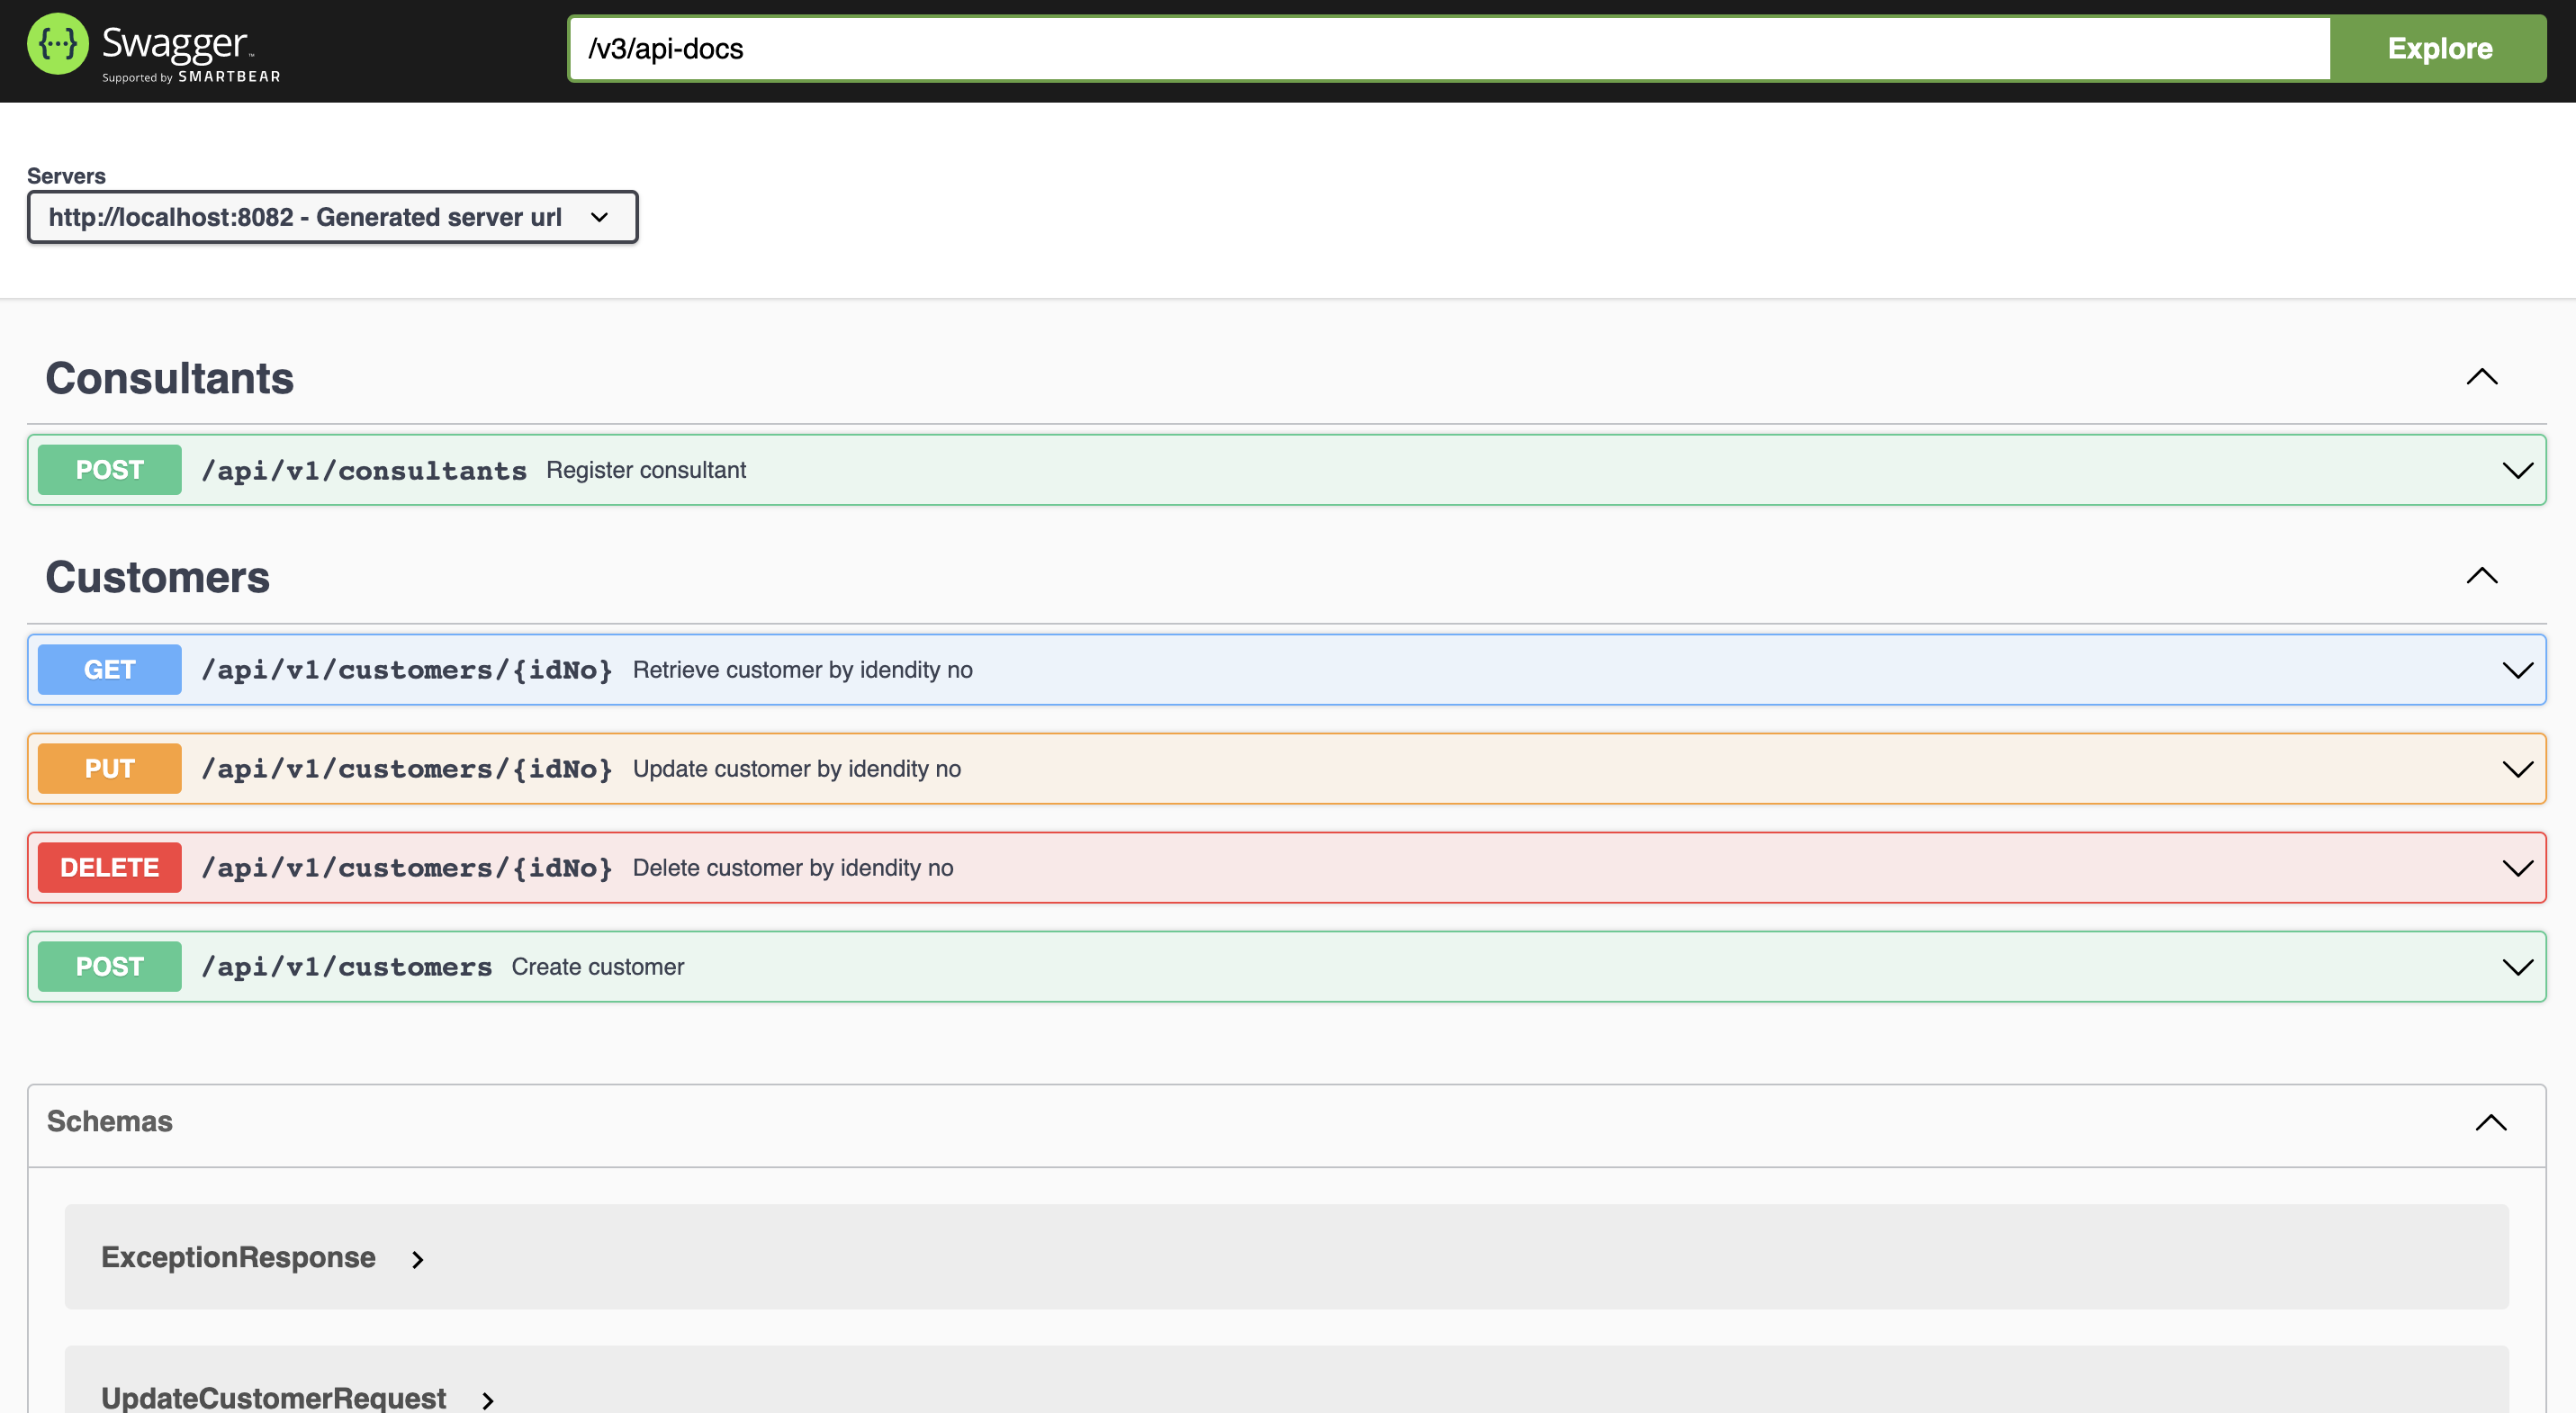 {···} Swagger™
Supported by SMARTBEAR
/v3/api-docs
Explore
Servers
http://localhost:8082 - Generated server url
Consultants
POST /api/v1/consultants Register consultant
Customers
GET /api/v1/customers/{idNo} Retrieve customer by idendity no
PUT /api/v1/customers/{idNo} Update customer by idendity no
DELETE /api/v1/customers/{idNo} Delete customer by idendity no
POST /api/v1/customers Create customer
Schemas
ExceptionResponse
UpdateCustomerRequest